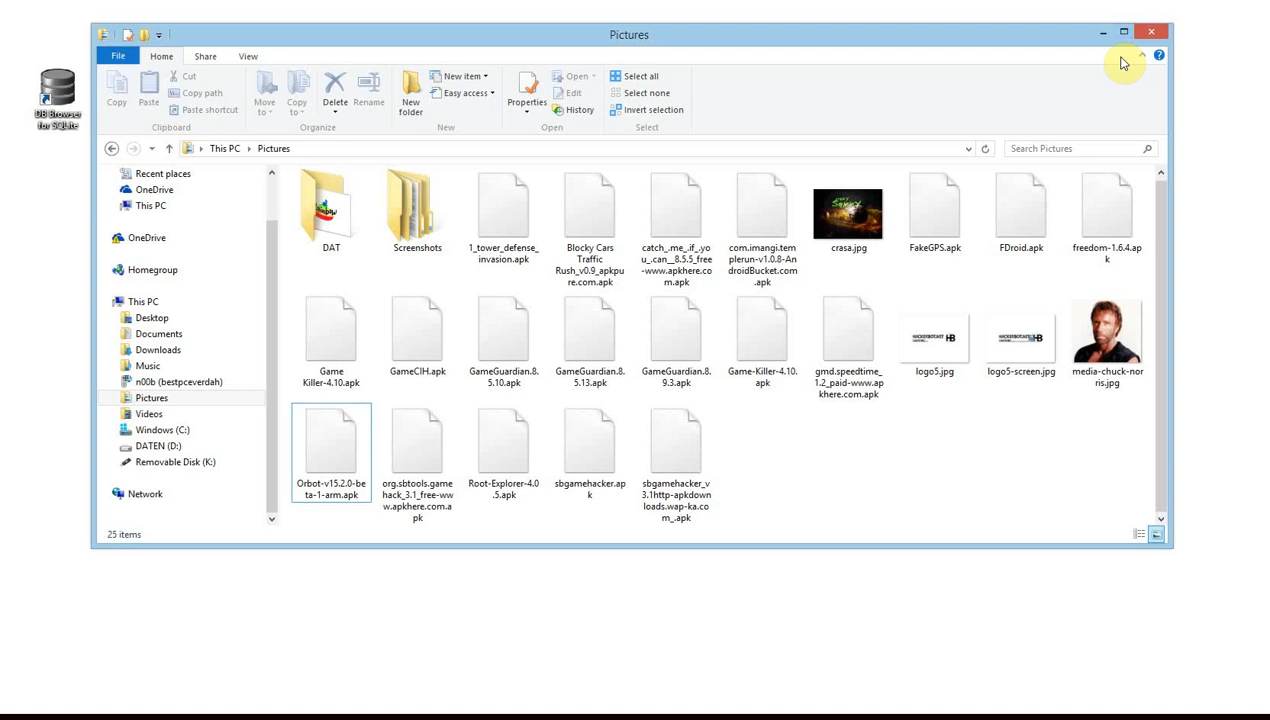 Pictures
File Home Share View
Copy
Paste
Cut
Copy path
Paste shortcut
Clipboard
Move to
Copy to
Delete
Rename
Organize
New folder
New item
Easy access
New
Properties
Open
Edit
History
Open
Select all
Select none
Invert selection
Select
This PC Pictures
Search Pictures
DB Browser
for SQLite
Recent places
OneDrive
This PC
OneDrive
Homegroup
This PC
Desktop
Documents
Downloads
Music
n00b (bestpceverdah)
Pictures
Videos
Windows (C:)
DATEN (D:)
Removable Disk (K:)
Network
DAT
Screenshots
1_tower_defense_
invasion.apk
Blocky Cars
Traffic
Rush_v0.9_apkpu
re.com.apk
catch_.me_.if_.yo
u_.can__8.5.5_free
-www.apkhere.co
m.apk
com.imangi.tem
plerun-v1.0.8-An
droidBucket.com
.apk
crasa.jpg
FakeGPS.apk
FDroid.apk
freedom-1.6.4.ap
k
Game
Killer-4.10.apk
GameCIH.apk
GameGuardian.8.
5.10.apk
GameGuardian.8.
5.13.apk
GameGuardian.8.
9.3.apk
Game-Killer-4.10.
apk
gmd.speedtime_
1.2_paid-www.ap
khere.com.apk
HB
logo5.jpg
HB
logo5-screen.jpg
media-chuck-nor
ris.jpg
Orbot-v15.2.0-be
ta-1-arm.apk
org.sbtools.game
hack_3.1_free-ww
w.apkhere.com.a
pk
Root-Explorer-4.0
.5.apk
sbgamehacker.ap
k
sbgamehacker_v
3.1http-apkdown
loads.wap-ka.co
m_.apk
25 items